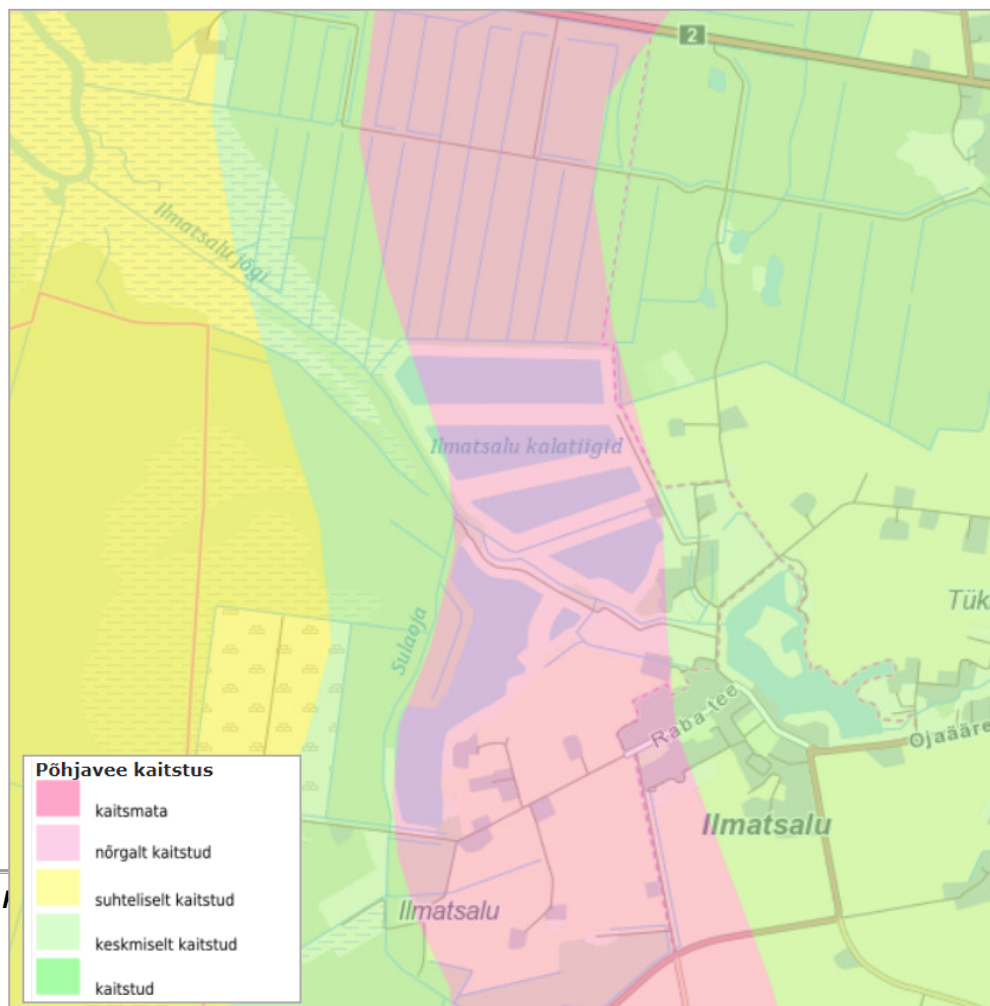 2
Ilmatsalu jõgi
Ilmatsalu kalatiigid
Sulaoja
Tük
Raba tee
Ojaääre
Ilmatsalu
Ilmatsalu
Põhjavee kaitstus
kaitsmata
nõrgalt kaitstud
suhteliselt kaitstud
keskmiselt kaitstud
kaitstud